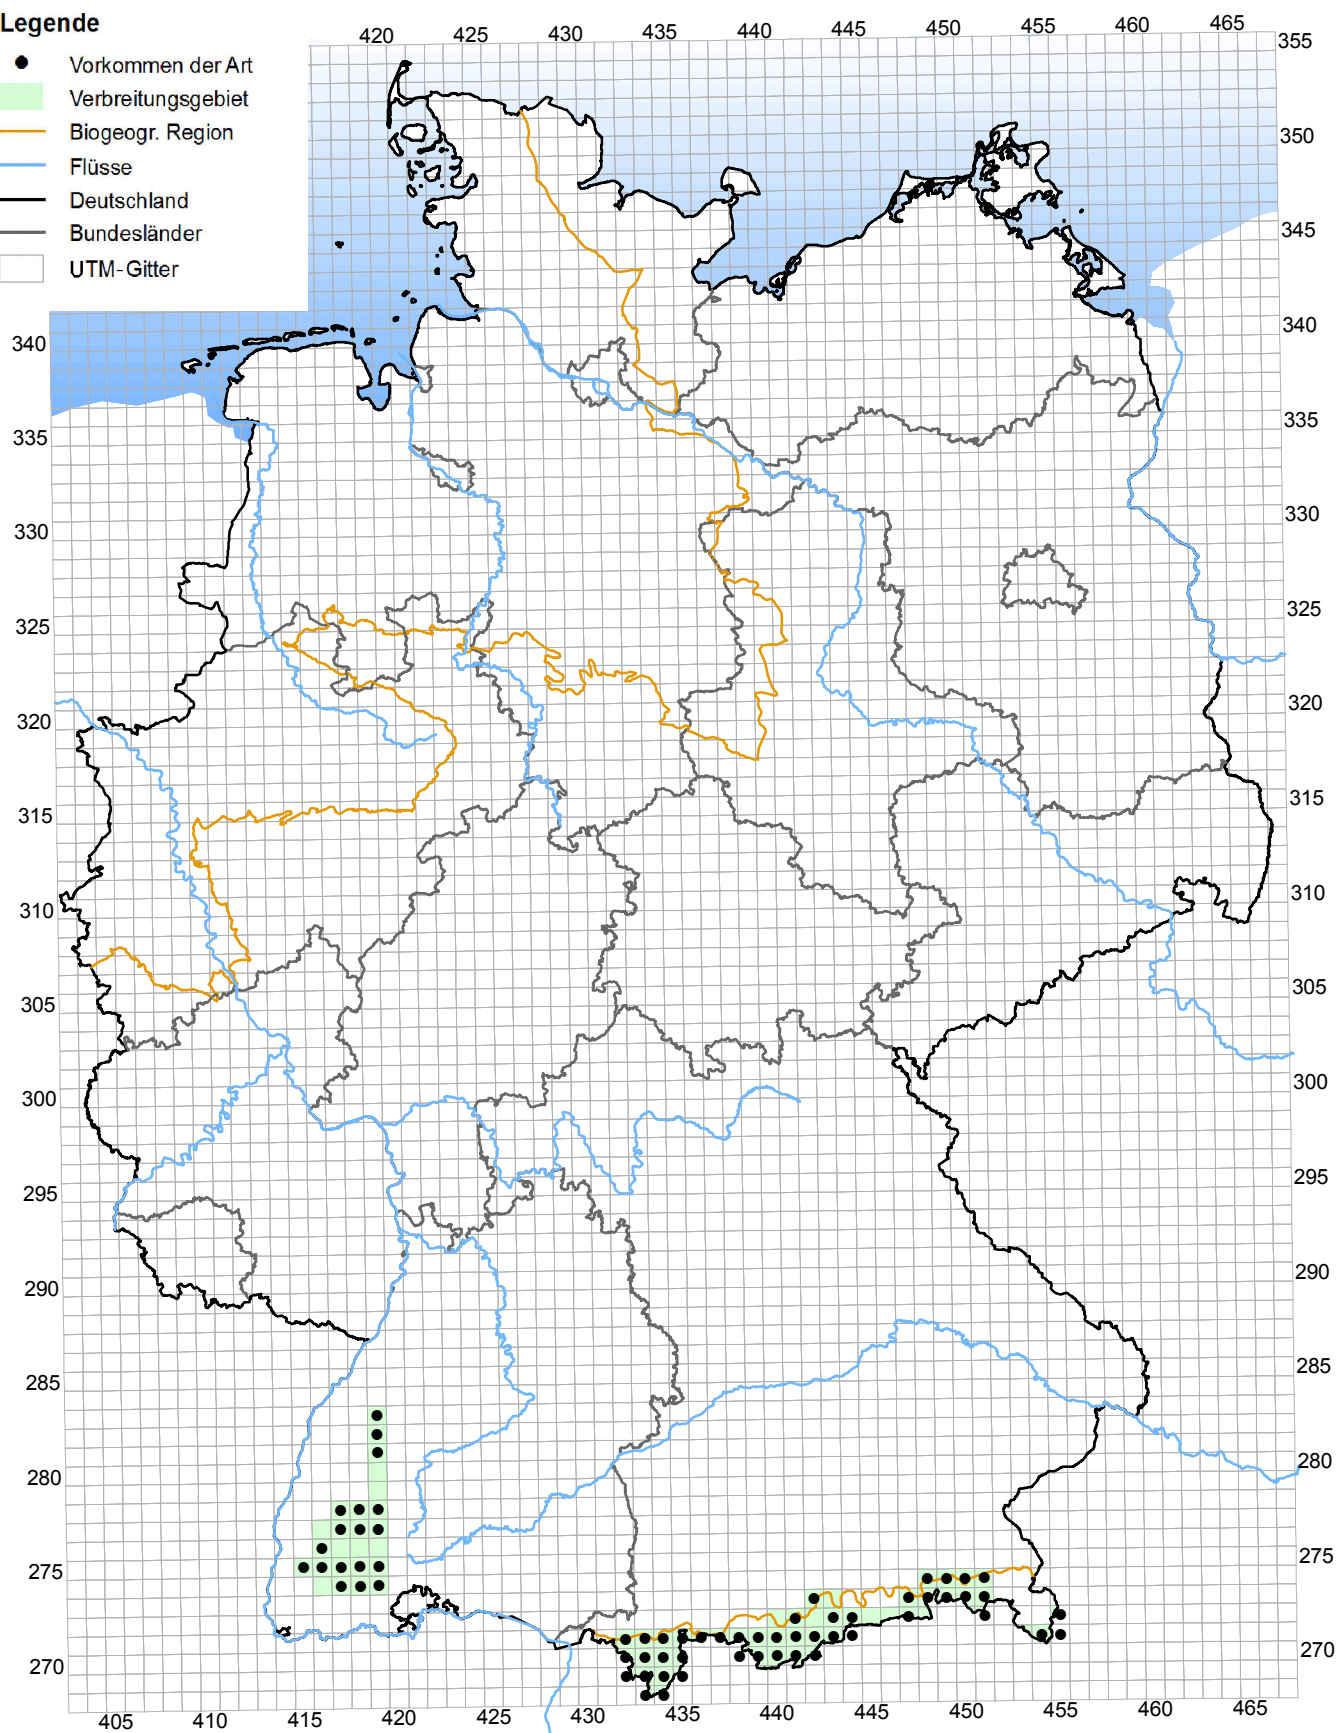 Legende
Vorkommen der Art
Verbreitungsgebiet
Biogeogr. Region
Flüsse
Deutschland
Bundesländer
UTM-Gitter
420 425 430 435 440 445 450 455 460 465
355
350
345
340 340
335 335
330 330
325 325
320 320
315 315
310 310
305 305
300 300
295 295
290 290
285 285
280 280
275 275
270 270
405 410 415 420 425 430 435 440 445 450 455 460 465